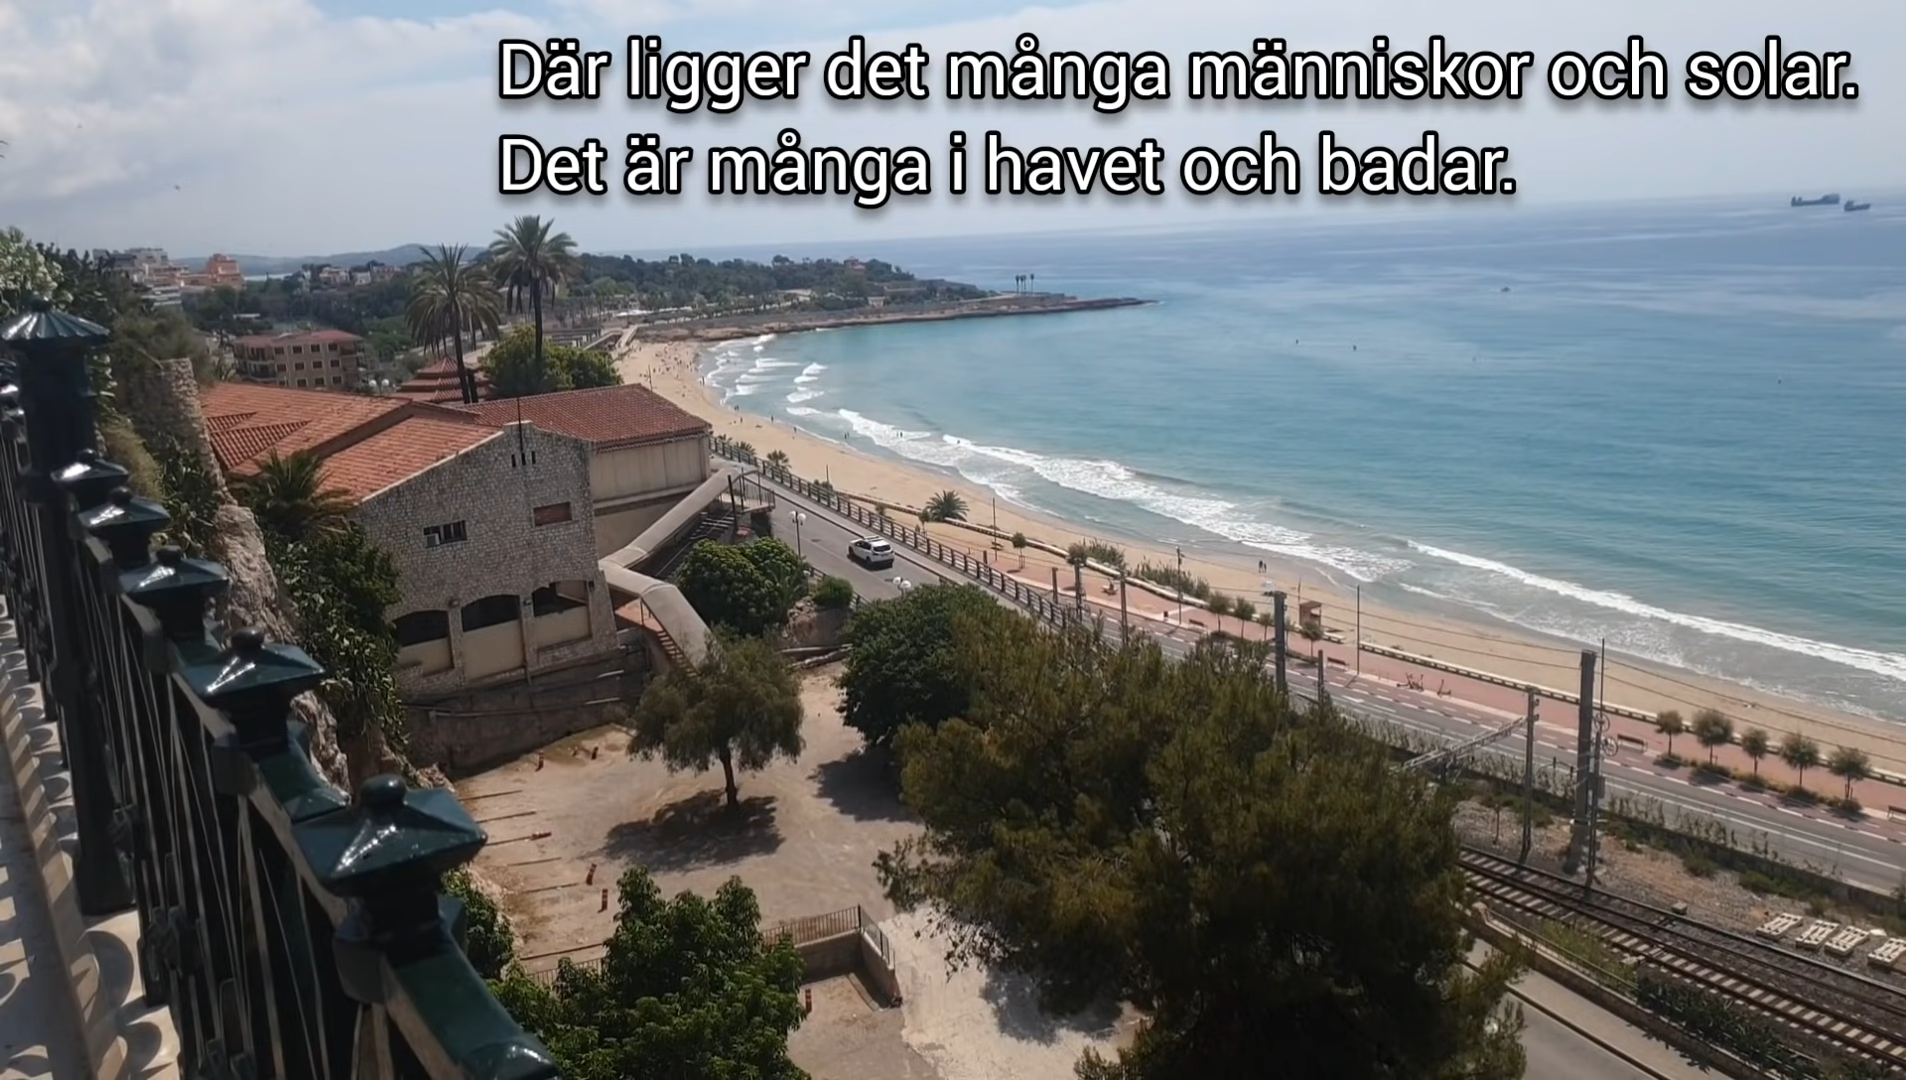 Där ligger det många människor och solar.
Det är många i havet och badar.